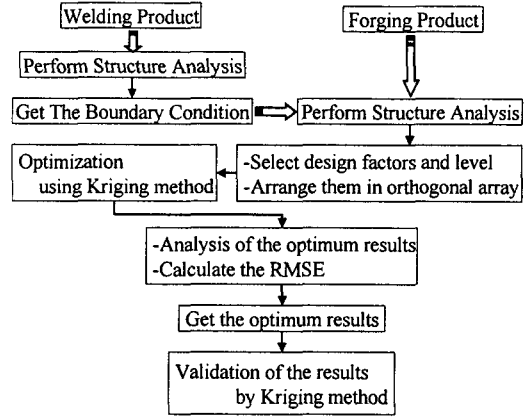 Welding Product
Forging Product
Perform Structure Analysis
Get The Boundary Condition
Perform Structure Analysis
Optimization
using Kriging method
-Select design factors and level
-Arrange them in orthogonal array
-Analysis of the optimum results
-Calculate the RMSE
Get the optimum results
Validation of the results
by Kriging method